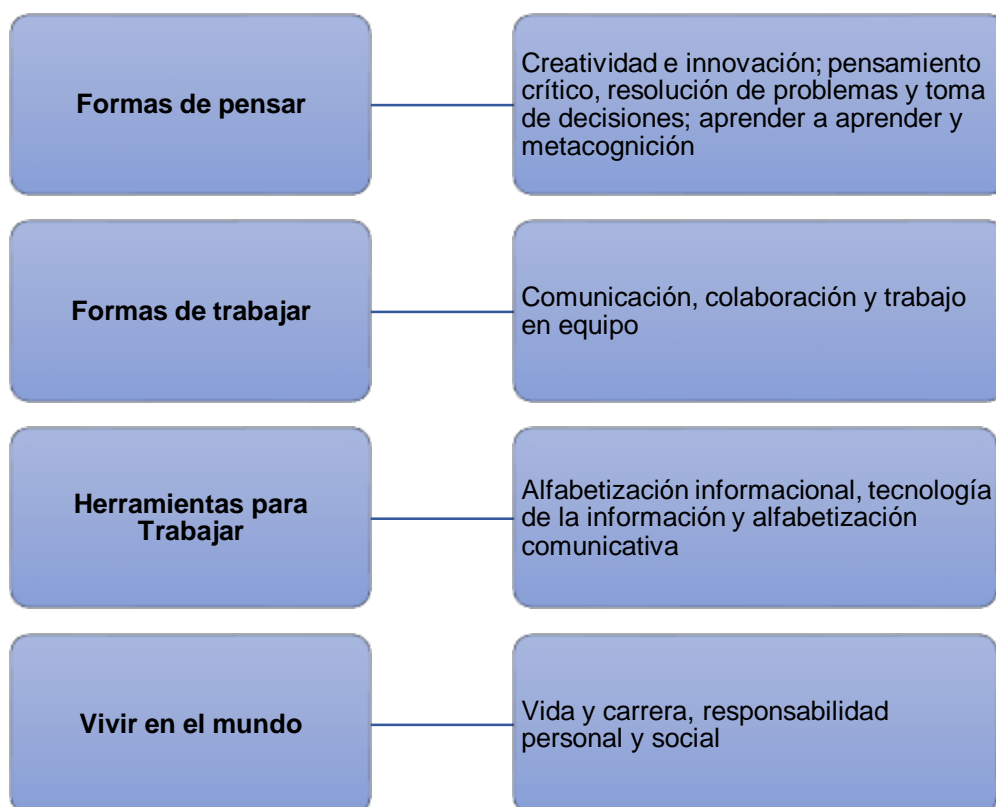 Formas de pensar
Creatividad e innovación; pensamiento
crítico, resolución de problemas y toma
de decisiones; aprender a aprender y
metacognición
Formas de trabajar
Comunicación, colaboración y trabajo
en equipo
Herramientas para
Trabajar
Alfabetización informacional, tecnología
de la información y alfabetización
comunicativa
Vivir en el mundo
Vida y carrera, responsabilidad
personal y social